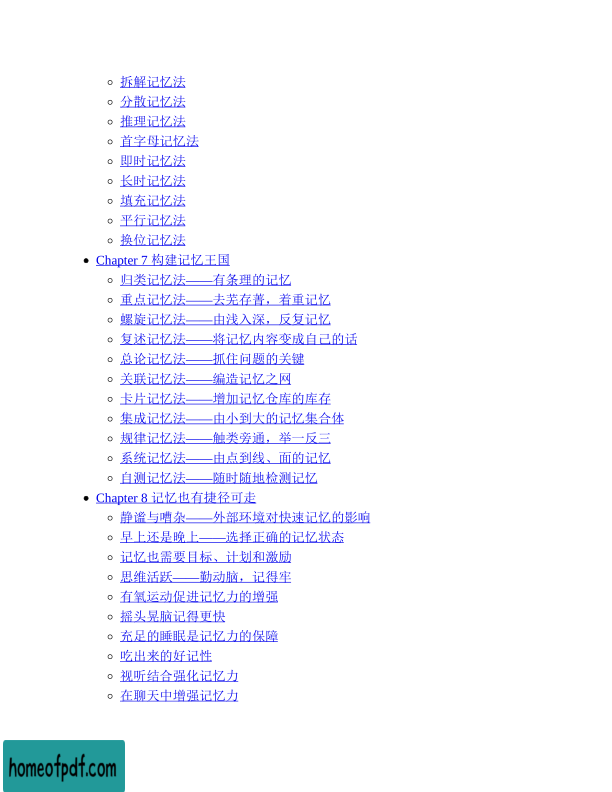 拆解记忆法
分散记忆法
推理记忆法
首字母记忆法
即时记忆法
长时记忆法
填充记忆法
平行记忆法
换位记忆法
Chapter 7 构建记忆王国
归类记忆法——有条理的记忆
重点记忆法——去芜存菁，着重记忆
螺旋记忆法——由浅入深，反复记忆
复述记忆法——将记忆内容变成自己的话
总论记忆法——抓住问题的关键
关联记忆法——编造记忆之网
卡片记忆法——增加记忆仓库的库存
集成记忆法——由小到大的记忆集合体
规律记忆法——触类旁通，举一反三
系统记忆法——由点到线、面的记忆
自测记忆法——随时随地检测记忆
Chapter 8 记忆也有捷径可走
静谧与嘈杂——外部环境对快速记忆的影响
早上还是晚上——选择正确的记忆状态
记忆也需要目标、计划和激励
思维活跃——勤动脑，记得牢
有氧运动促进记忆力的增强
摇头晃脑记得更快
充足的睡眠是记忆力的保障
吃出来的好记性
视听结合强化记忆力
在聊天中增强记忆力
homeofpdf.com